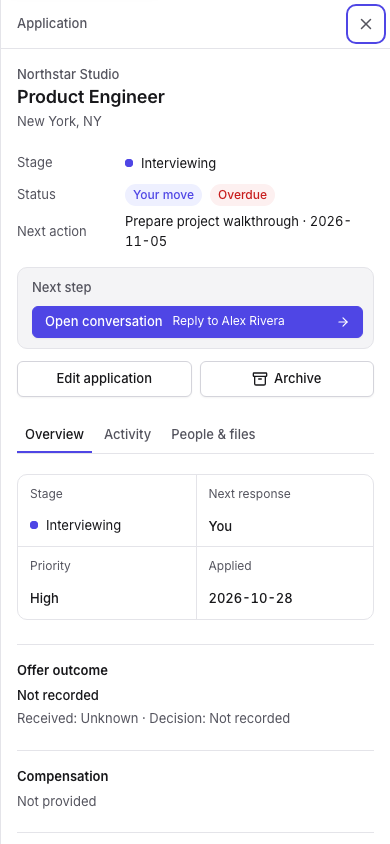 Application
Northstar Studio
Product Engineer
New York, NY
Stage Interviewing
Status Your move Overdue
Next action Prepare project walkthrough · 2026-
11-05
Next step
Open conversation Reply to Alex Rivera
Edit application Archive
Overview Activity People & files
Stage Next response
Interviewing You
Priority Applied
High 2026-10-28
Offer outcome
Not recorded
Received: Unknown · Decision: Not recorded
Compensation
Not provided